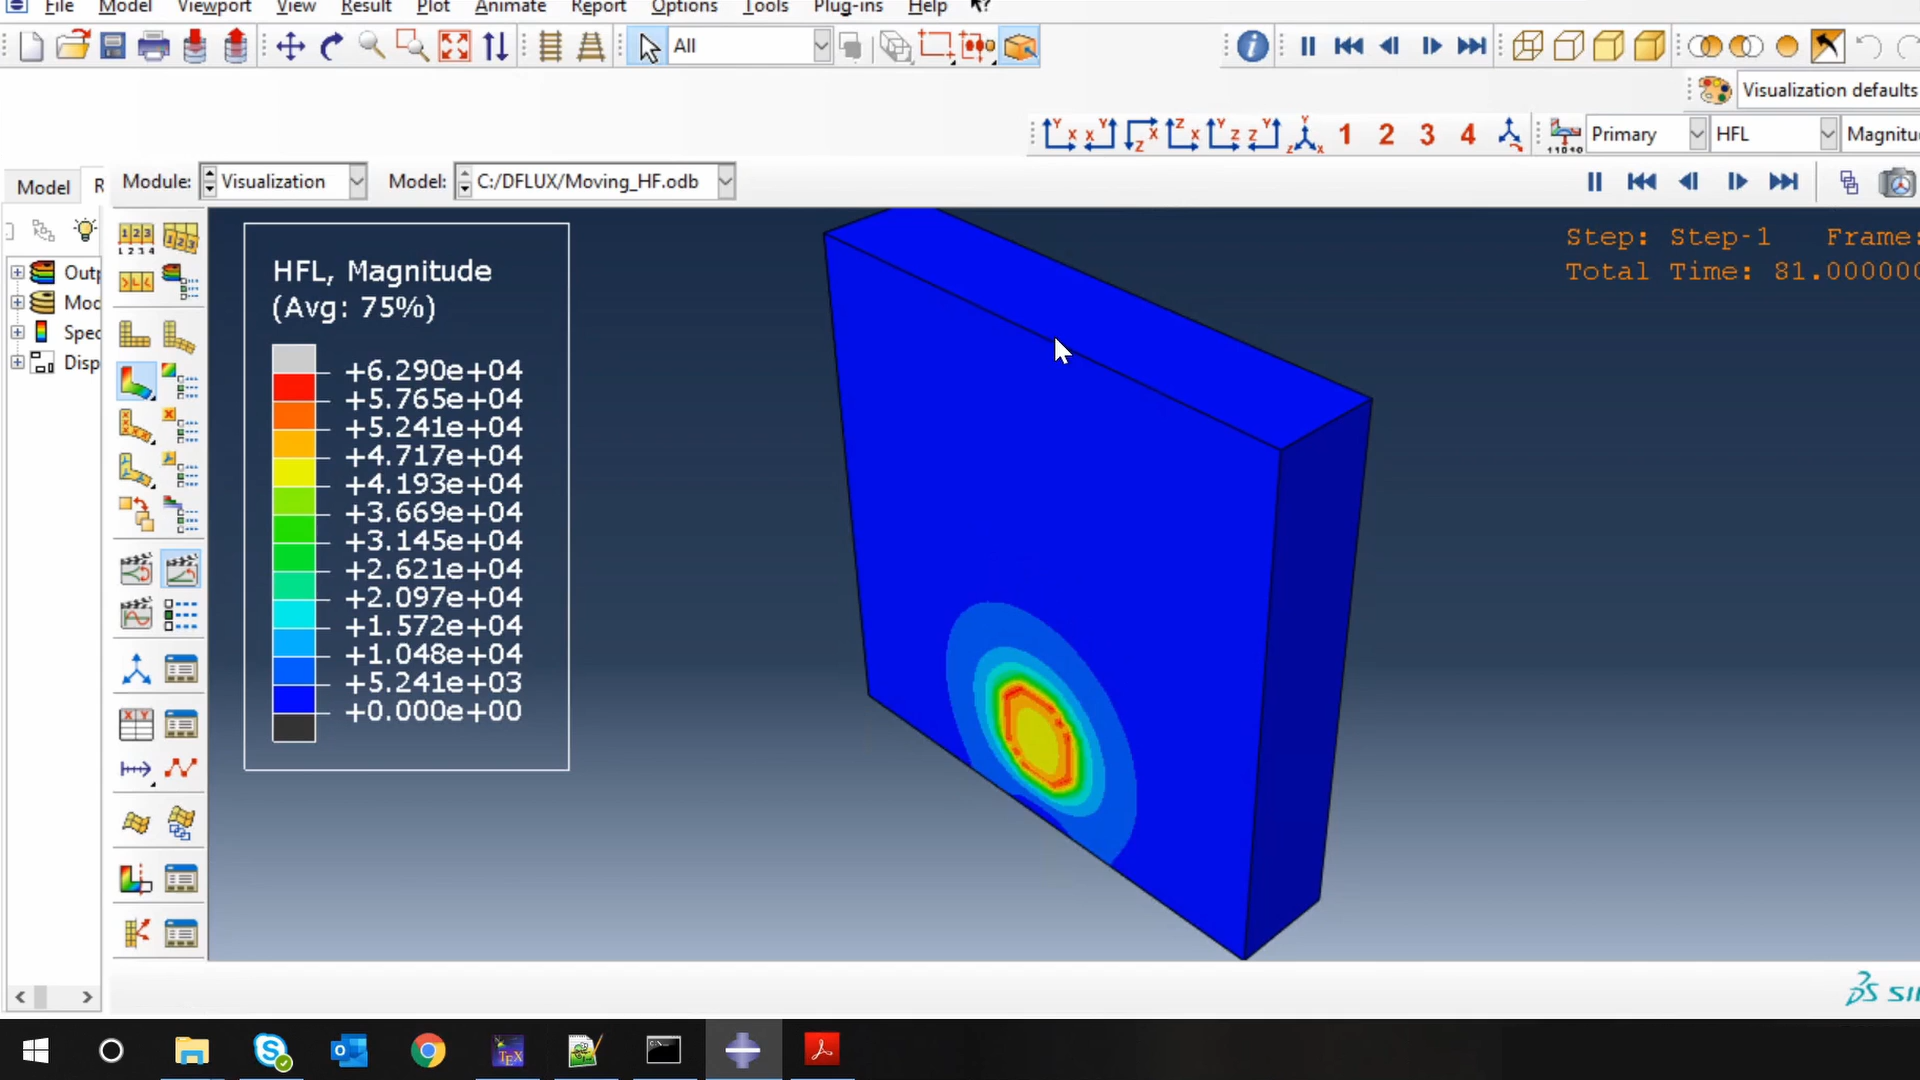 File Model Viewport View Result Plot Animate Report Options Tools Plug-ins Help
All
Visualization defaults
1 2 3 4 Primary HFL Magnitu
Model Module: Visualization Model: C:/DFLUX/Moving_HF.odb
Step: Step-1 Frame:
Total Time: 81.000000
HFL, Magnitude
(Avg: 75%)
+6.290e+04
+5.765e+04
+5.241e+04
+4.717e+04
+4.193e+04
+3.669e+04
+3.145e+04
+2.621e+04
+2.097e+04
+1.572e+04
+1.048e+04
+5.241e+03
+0.000e+00
Outp
Mod
Spec
Disp